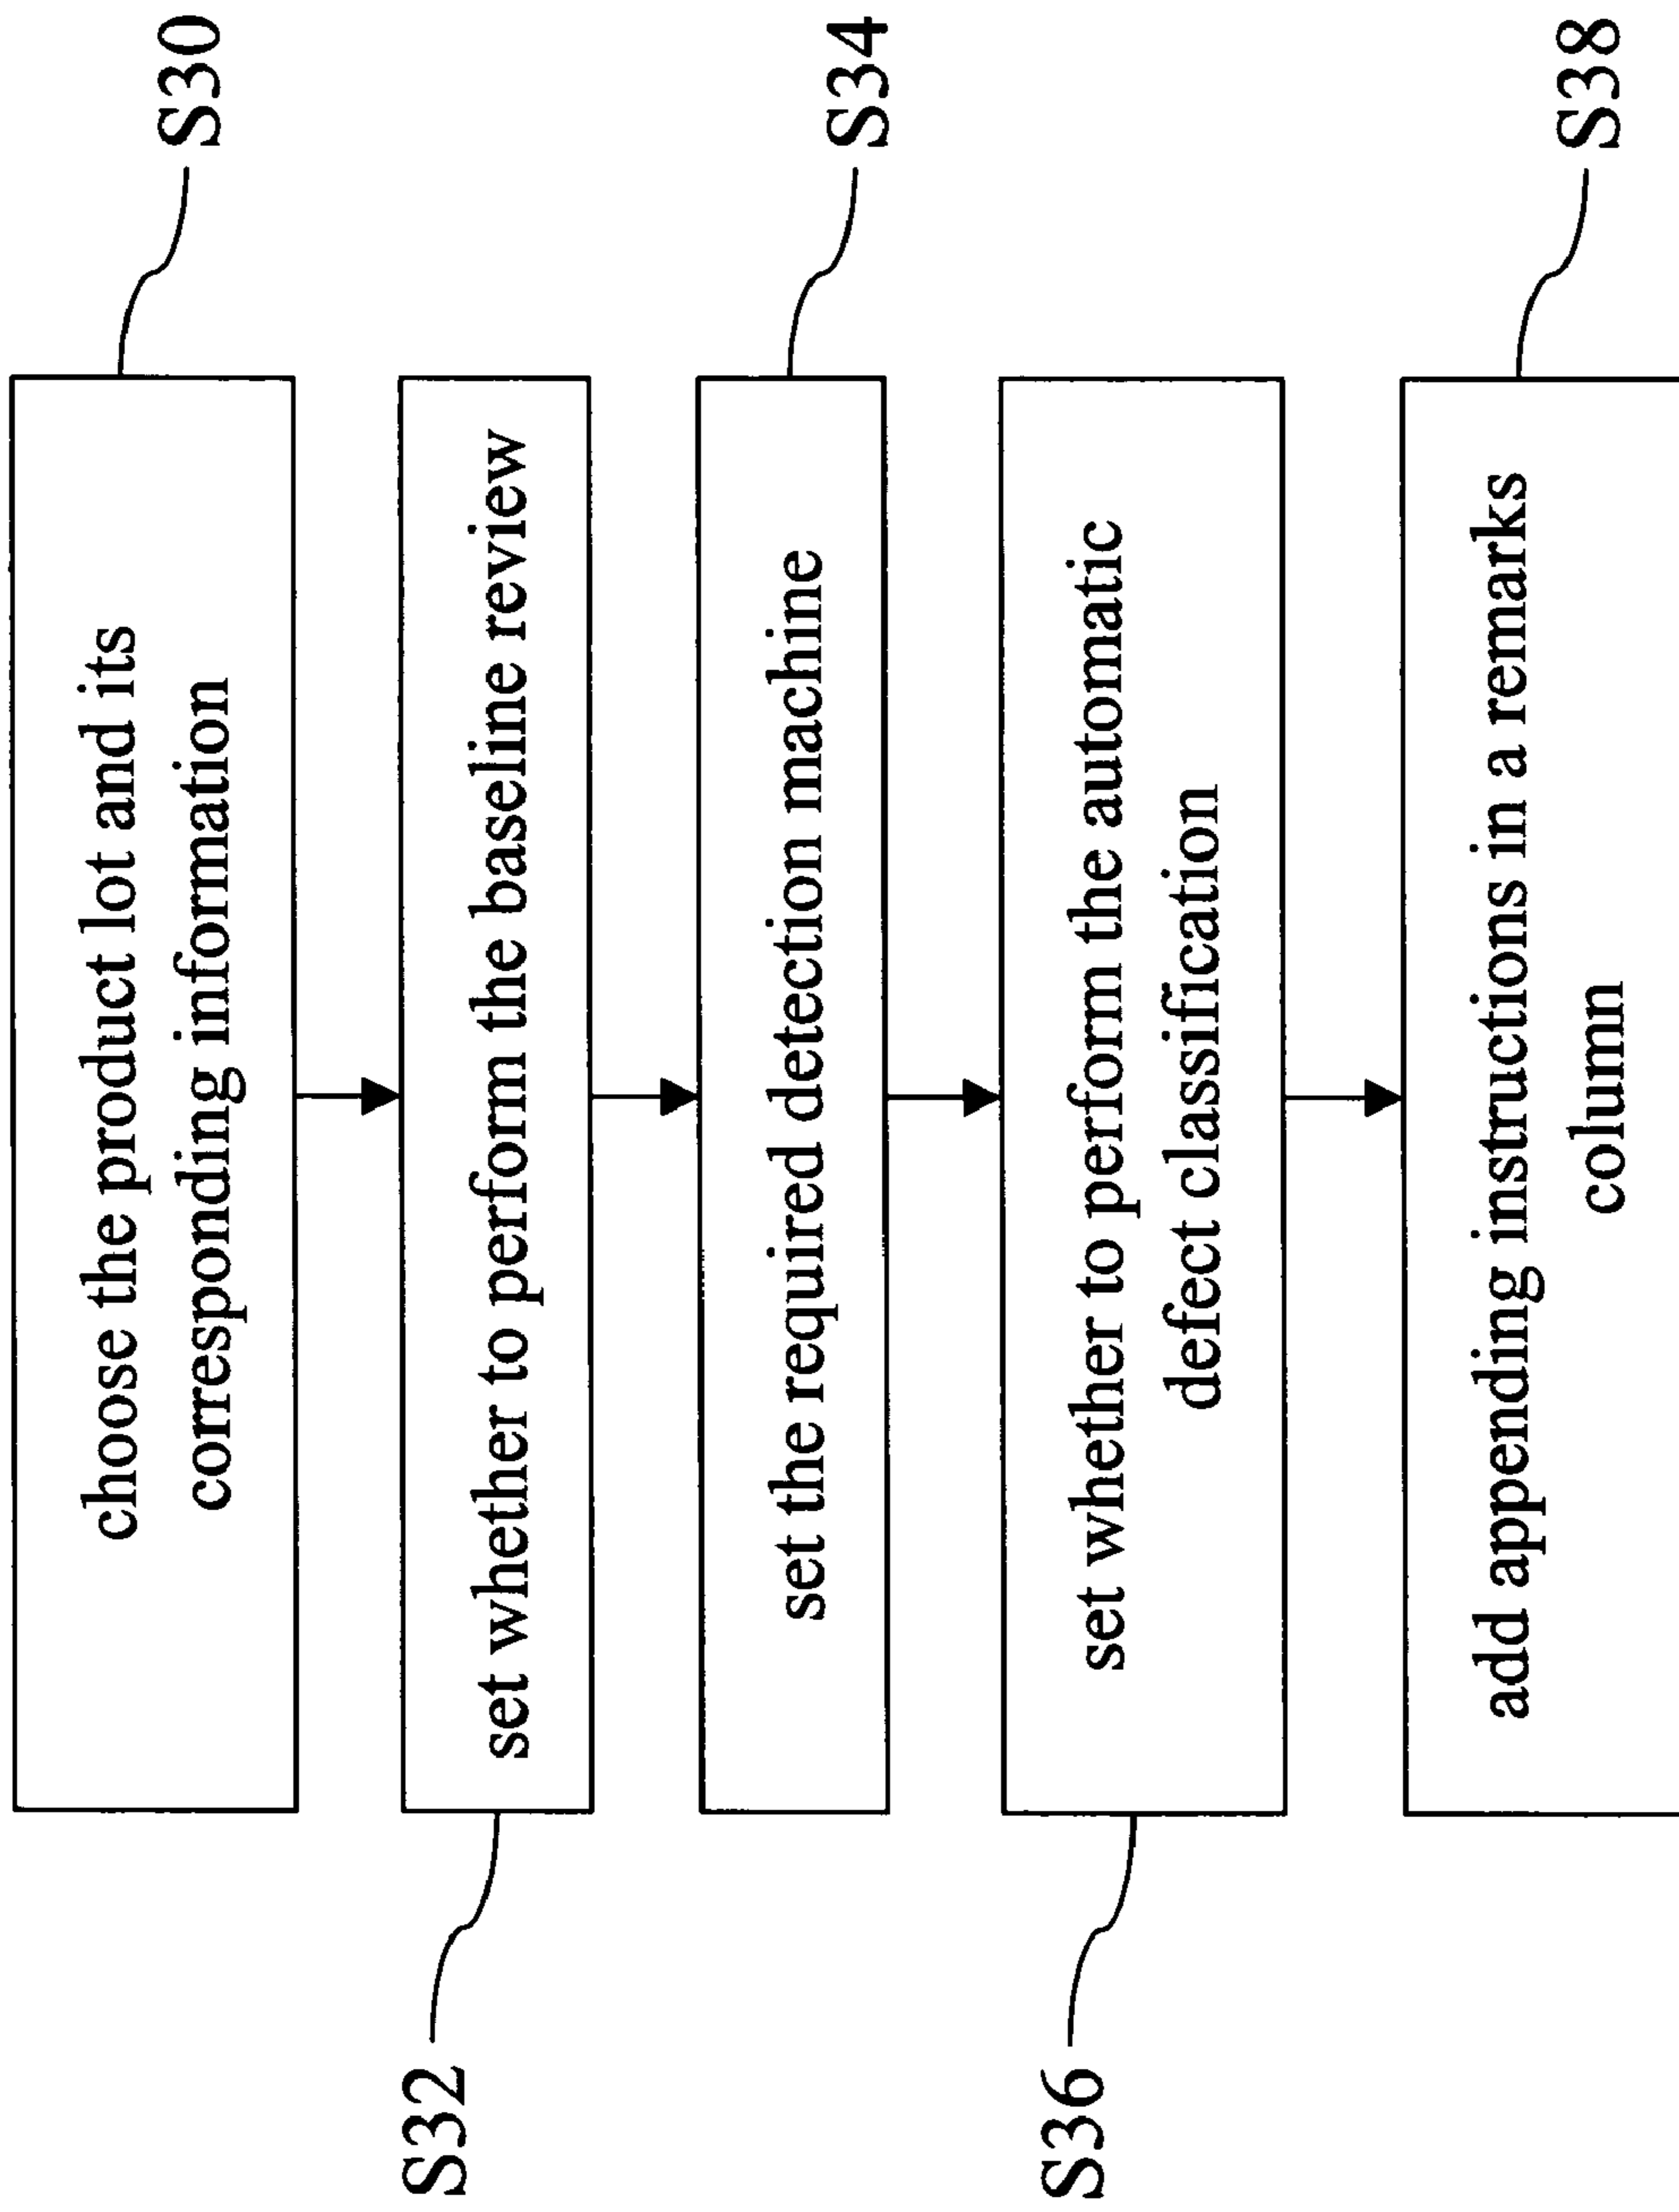 choose the product lot and its
corresponding information
S30
set whether to perform the baseline review
S32
set the required detection machine
S34
set whether to perform the automatic
defect classification
S36
add appending instructions in a remarks
column
S38